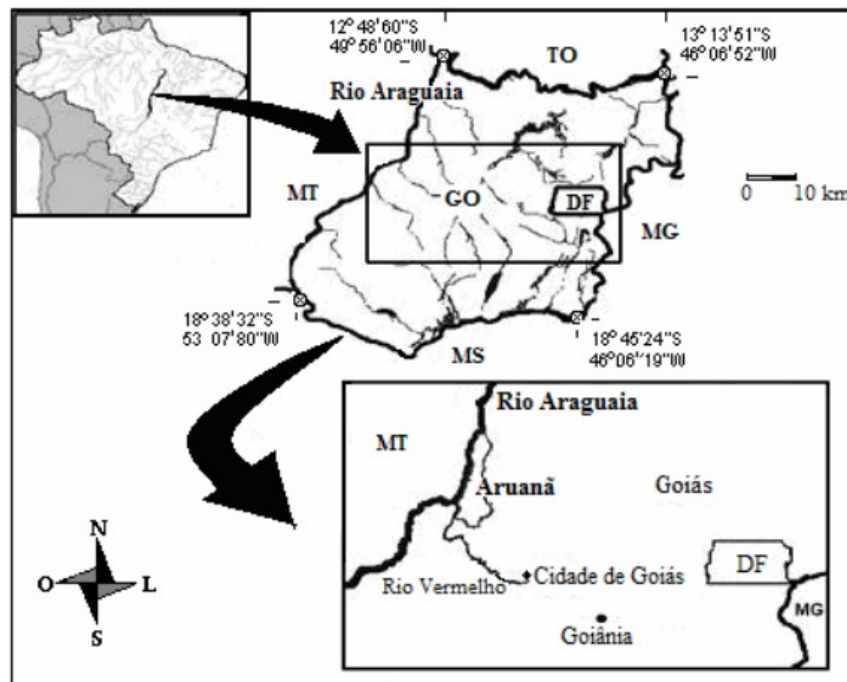 12° 48'60"S
49° 56'06"W
13° 13'51"S
46° 06'52"W
TO
Rio Araguaia
MT
GO
DF
0 10 km
MG
18° 38'32"S
53 07'80"W
18° 45'24"S
46° 06'19"W
MS
Rio Araguaia
MT
Aruanã
Goiás
DF
Rio Vermelho
Cidade de Goiás
MG
Goiânia
N
O L
S